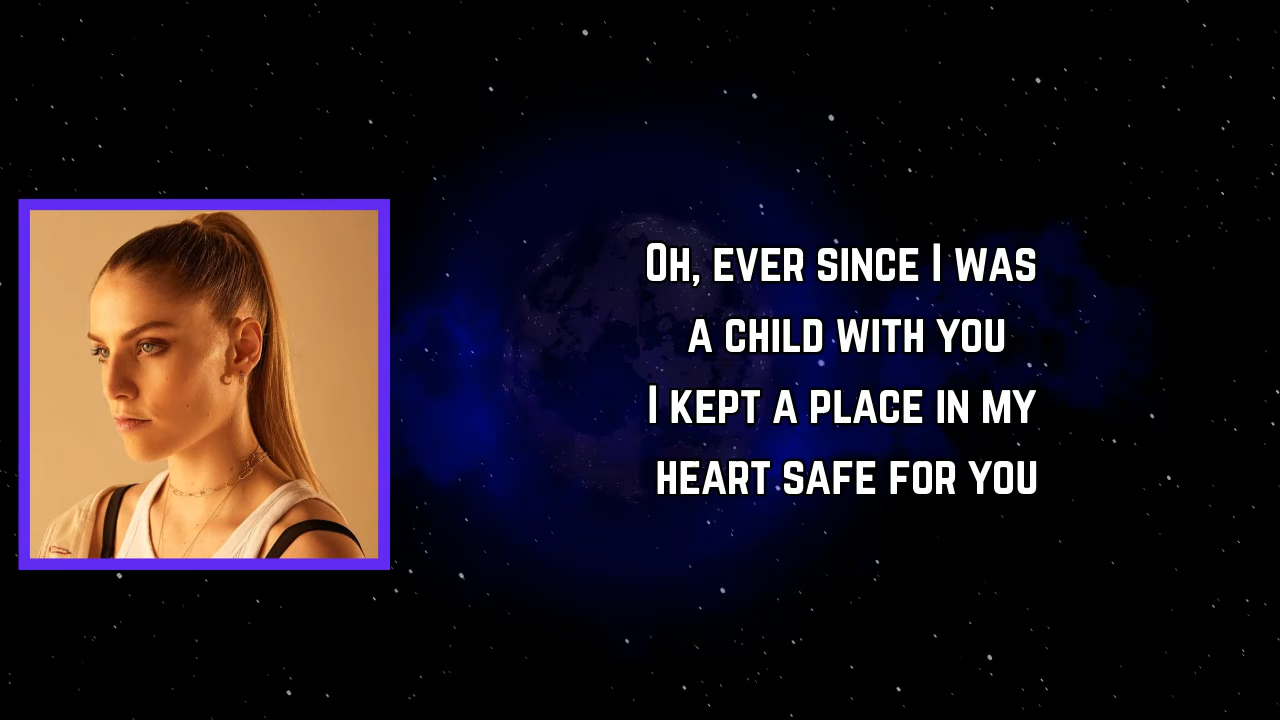 Oh, ever since I was
a child with you
I kept a place in my
heart safe for you